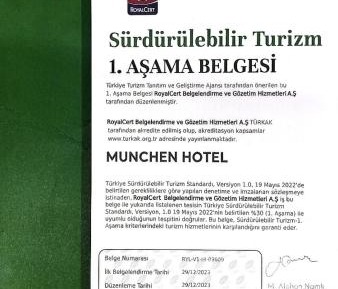 ROYALCERT
Sürdürülebilir Turizm
1. AŞAMA BELGESİ
Türkiye Turizm Tanıtım ve Geliştirme Ajansı tarafından önerilen bu
1. Aşama Belgesi RoyalCert Belgelendirme ve Gözetim Hizmetleri A.Ş
tarafından düzenlenmiştir.
RoyalCert Belgelendirme ve Gözetim Hizmetleri A.Ş TÜRKAK
tarafından akredite edilmiş olup, akreditasyon kapsamlar
www.turkak.org.tr adresinde yayınlanmaktadır.
MUNCHEN HOTEL
Türkiye Sürdürülebilir Turizm Standardı, Versiyon 1.0, 19 Mayıs 2022'de
belirtilen gerekliliklere göre yapılan denetime ve imzalanan sözleşmeye
istinaden, RoyalCert Belgelendirme ve Gözetim Hizmetleri A.Ş iş bu
belge ile yukarıda listelenen tesisin Türkiye Sürdürülebilir Turizm
Standardı, Versiyon 1.0, 19 Mayıs 2022'nin belirtilen %30 (1. Aşama) ile
uyumlu olduğunun tespitini doğrular. Bu belge, Sürdürülebilir Turizm-1.
Aşama kriterlerindeki turizm hizmetlerinin karşılandığını garanti eder.
Belge Numarası
İlk Belgelendirme Tarihi 29/12/2023
Düzenleme Tarihi 29/12/2023